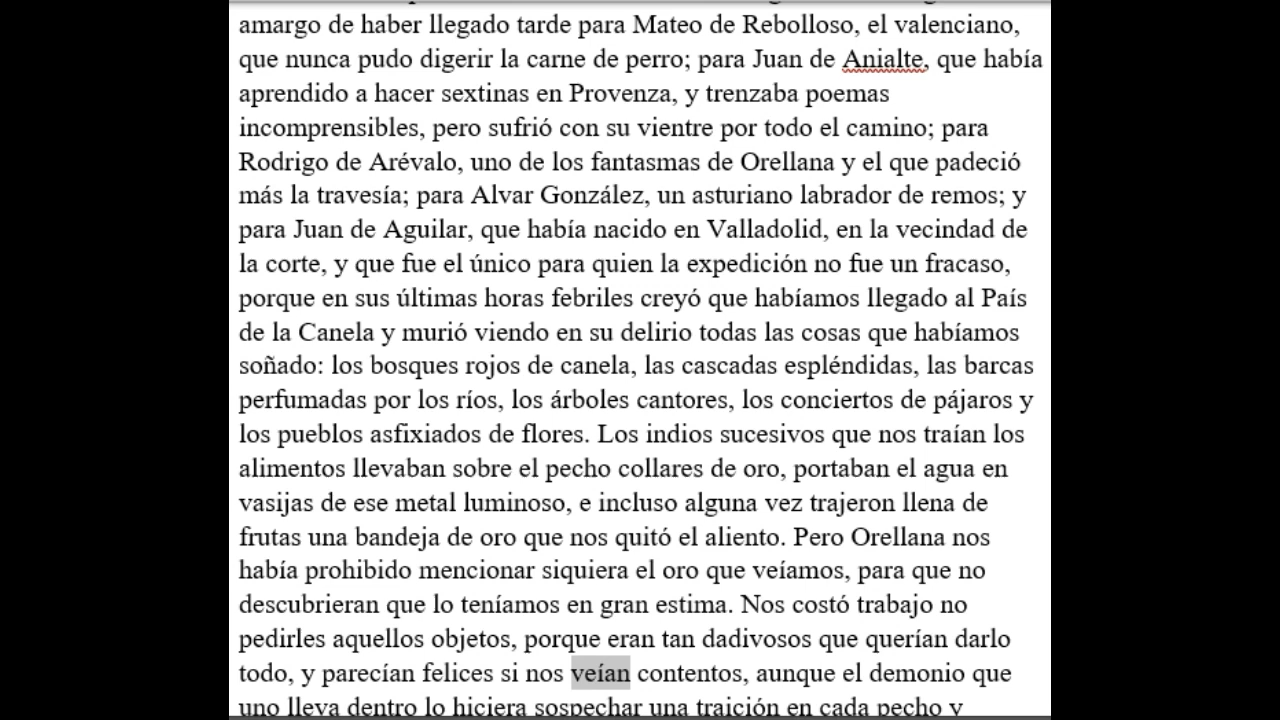 amargo de haber llegado tarde para Mateo de Rebolloso, el valenciano,
que nunca pudo digerir la carne de perro; para Juan de Anialte, que había
aprendido a hacer sextinas en Provenza, y trenzaba poemas
incomprensibles, pero sufrió con su vientre por todo el camino; para
Rodrigo de Arévalo, uno de los fantasmas de Orellana y el que padeció
más la travesía; para Alvar González, un asturiano labrador de remos; y
para Juan de Aguilar, que había nacido en Valladolid, en la vecindad de
la corte, y que fue el único para quien la expedición no fue un fracaso,
porque en sus últimas horas febriles creyó que habíamos llegado al País
de la Canela y murió viendo en su delirio todas las cosas que habíamos
soñado: los bosques rojos de canela, las cascadas espléndidas, las barcas
perfumadas por los ríos, los árboles cantores, los conciertos de pájaros y
los pueblos asfixiados de flores. Los indios sucesivos que nos traían los
alimentos llevaban sobre el pecho collares de oro, portaban el agua en
vasijas de ese metal luminoso, e incluso alguna vez trajeron llena de
frutas una bandeja de oro que nos quitó el aliento. Pero Orellana nos
había prohibido mencionar siquiera el oro que veíamos, para que no
descubrieran que lo teníamos en gran estima. Nos costó trabajo no
pedirles aquellos objetos, porque eran tan dadivosos que querían darlo
todo, y parecían felices si nos veían contentos, aunque el demonio que
uno lleva dentro lo hiciera sospechar una traición en cada pecho y